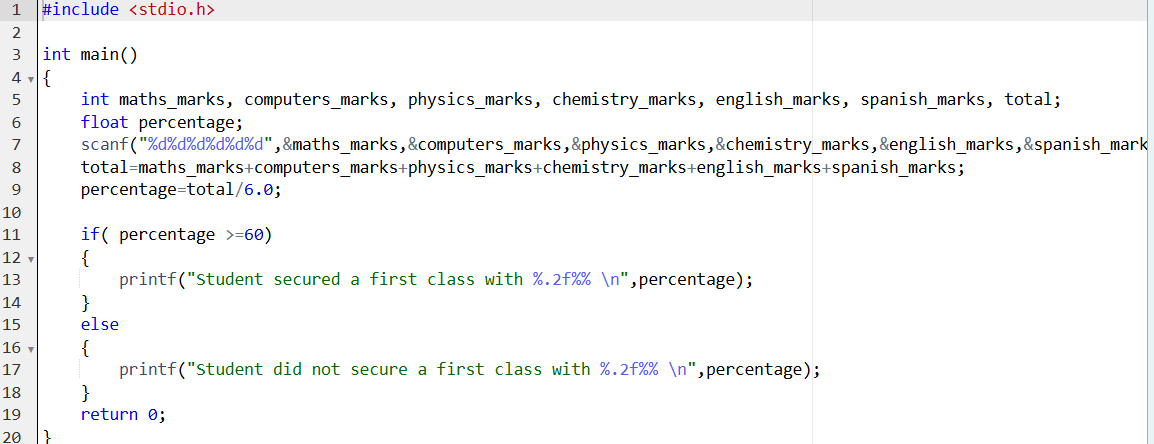 1 #include <stdio.h>
2
3 int main()
4 {
5     int maths_marks, computers_marks, physics_marks, chemistry_marks, english_marks, spanish_marks, total;
6     float percentage;
7     scanf("%d%d%d%d%d%d",&maths_marks,&computers_marks,&physics_marks,&chemistry_marks,&english_marks,&spanish_mark
8     total=maths_marks+computers_marks+physics_marks+chemistry_marks+english_marks+spanish_marks;
9     percentage=total/6.0;
10
11     if( percentage >=60)
12     {
13         printf("Student secured a first class with %.2f%% \n",percentage);
14     }
15     else
16     {
17         printf("Student did not secure a first class with %.2f%% \n",percentage);
18     }
19     return 0;
20 }